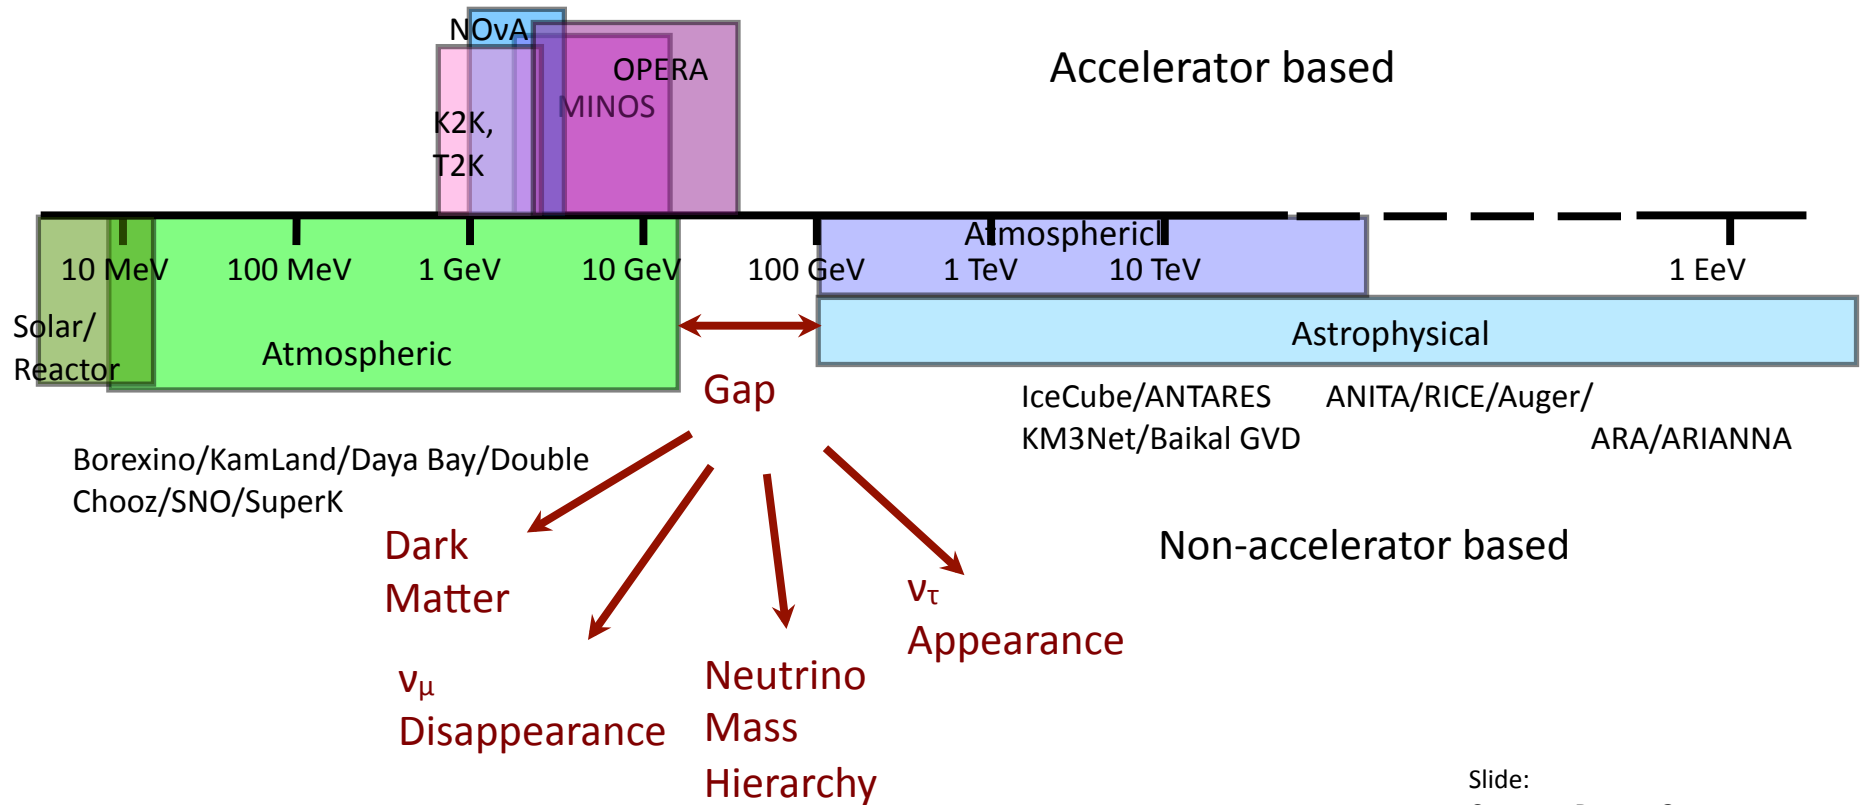 NOνA
OPERA
MINOS
K2K,
T2K
Accelerator based
Atmospheric
10 MeV
100 MeV
1 GeV
10 GeV
100 GeV
1 TeV
10 TeV
1 EeV
Solar/
Reactor
Atmospheric
Astrophysical
Gap
IceCube/ANTARES
KM3Net/Baikal GVD
ANITA/RICE/Auger/
ARA/ARIANNA
Borexino/KamLand/Daya Bay/Double
Chooz/SNO/SuperK
Non-accelerator based
Dark
Matter
νμ
Disappearance
Neutrino
Mass
Hierarchy
ντ
Appearance
Slide: